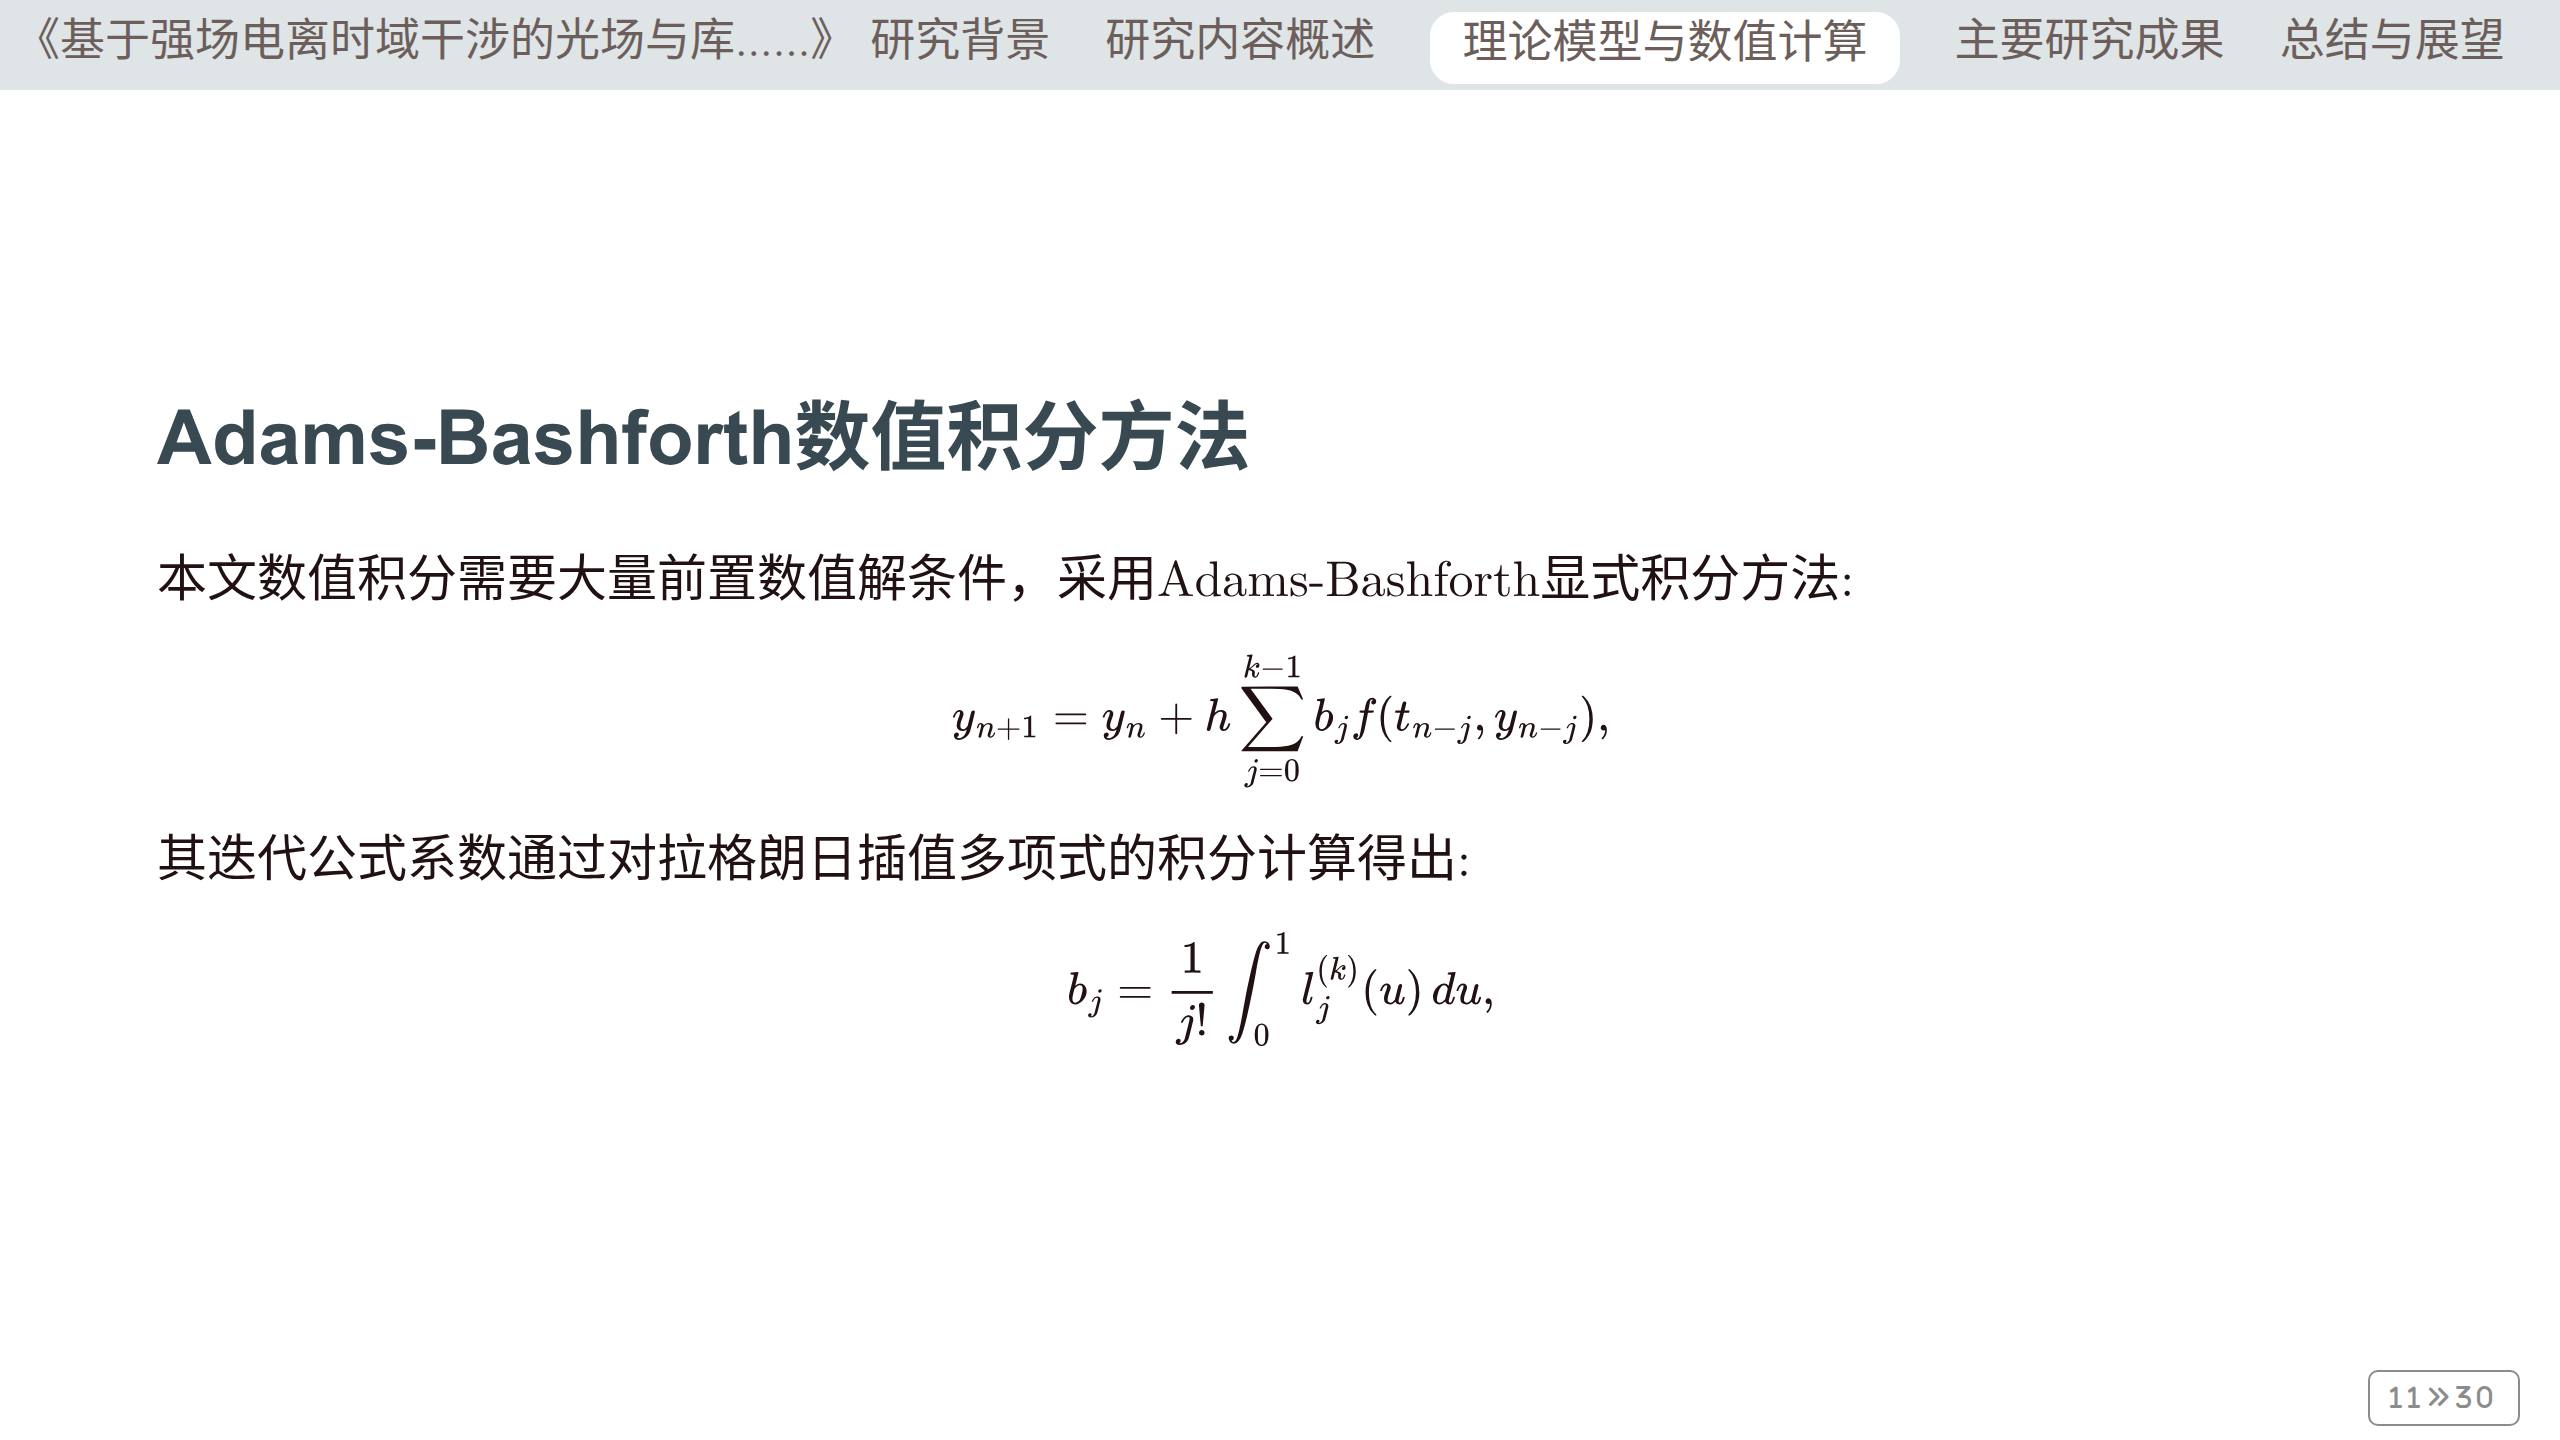 《基于强场电离时域干涉的光场与库......》 研究背景 研究内容概述 理论模型与数值计算 主要研究成果 总结与展望
Adams-Bashforth数值积分方法
本文数值积分需要大量前置数值解条件，采用Adams-Bashforth显式积分方法:
$$y_{n+1} = y_n + h \sum_{j=0}^{k-1} b_j f(t_{n-j}, y_{n-j}),$$
其迭代公式系数通过对拉格朗日插值多项式的积分计算得出:
$$b_j = \frac{1}{j!} \int_0^1 l_j^{(k)}(u)\, du,$$
11»30